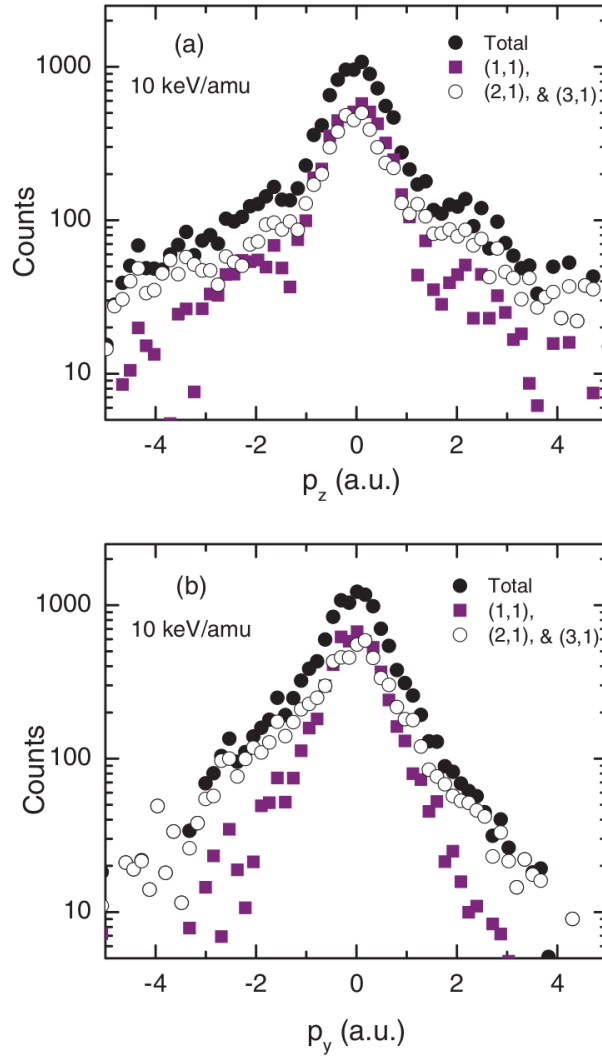 (a)
Total
(1,1),
(2,1), & (3,1)
10 keV/amu
1000
100
10
Counts
-4 -2 0 2 4
p_z (a.u.)
(b)
Total
(1,1),
(2,1), & (3,1)
10 keV/amu
1000
100
10
Counts
-4 -2 0 2 4
p_y (a.u.)